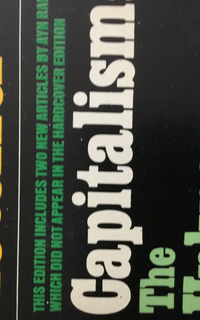 THIS EDITION INCLUDES TWO NEW ARTICLES BY AYN
WHICH DID NOT APPEAR IN THE HARDCOVER EDITION
Capitalism
The